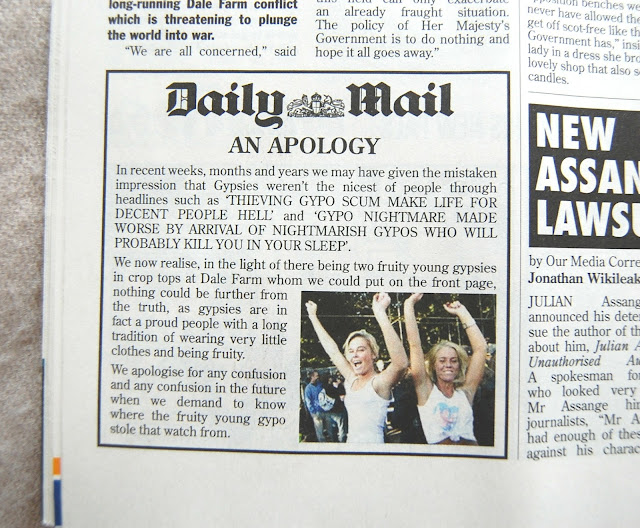 long-running Dale Farm conflict
which is threatening to plunge
the world into war.
"We are all concerned," said
an already fraught situation.
The policy of Her Majesty's
Government is to do nothing and
hope it all goes away."
never have allowed the
get off scot-free like th
Government has," insi
lady in a dress she bro
lovely shop that also se
candles.
Daily Mail
AN APOLOGY
In recent weeks, months and years we may have given the mistaken
impression that Gypsies weren't the nicest of people through
headlines such as 'THIEVING GYPO SCUM MAKE LIFE FOR
DECENT PEOPLE HELL' and 'GYPO NIGHTMARE MADE
WORSE BY ARRIVAL OF NIGHTMARISH GYPOS WHO WILL
PROBABLY KILL YOU IN YOUR SLEEP'.
We now realise, in the light of there being two fruity young gypsies
in crop tops at Dale Farm whom we could put on the front page,
nothing could be further from
the truth, as gypsies are in
fact a proud people with a long
tradition of wearing very little
clothes and being fruity.
We apologise for any confusion
and any confusion in the future
when we demand to know
where the fruity young gypo
stole that watch from.
NEW
ASSAN
LAWSU
by Our Media Corre
Jonathan Wikileak
JULIAN Assang
announced his deter
sue the author of th
about him, Julian A
Unauthorised Au
A spokesman fo
who looked very
Mr Assange him
journalists, "Mr A
had enough of these
against his charac